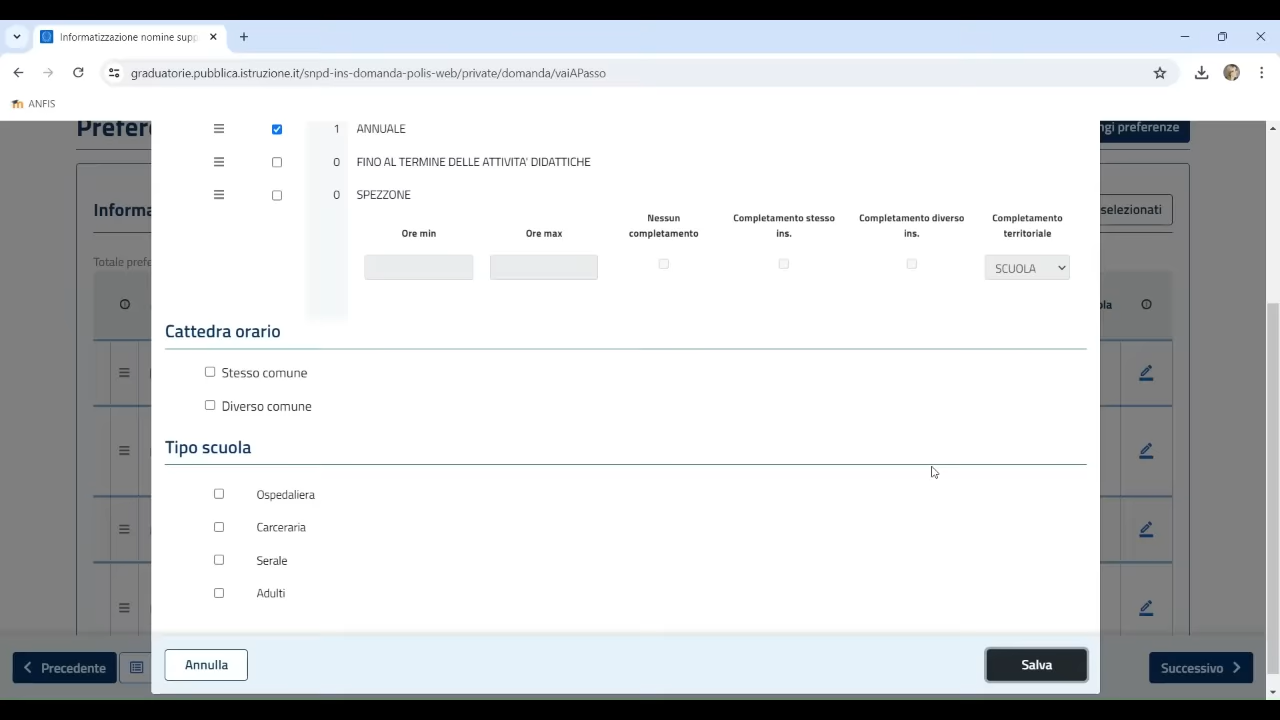 Informatizzazione nomine supp
graduatorie.pubblica.istruzione.it/snpd-ins-domanda-polis-web/private/domanda/vaiAPasso
ANFIS
Prefer
ngi preferenze
1 ANNUALE
0 FINO AL TERMINE DELLE ATTIVITA' DIDATTICHE
0 SPEZZONE
Informa
selezionati
Nessun completamento
Completamento stesso ins.
Completamento diverso ins.
Completamento territoriale
Ore min
Ore max
Totale prefe
SCUOLA
la
Cattedra orario
Stesso comune
Diverso comune
Tipo scuola
Ospedaliera
Carceraria
Serale
Adulti
Precedente
Annulla
Salva
Successivo